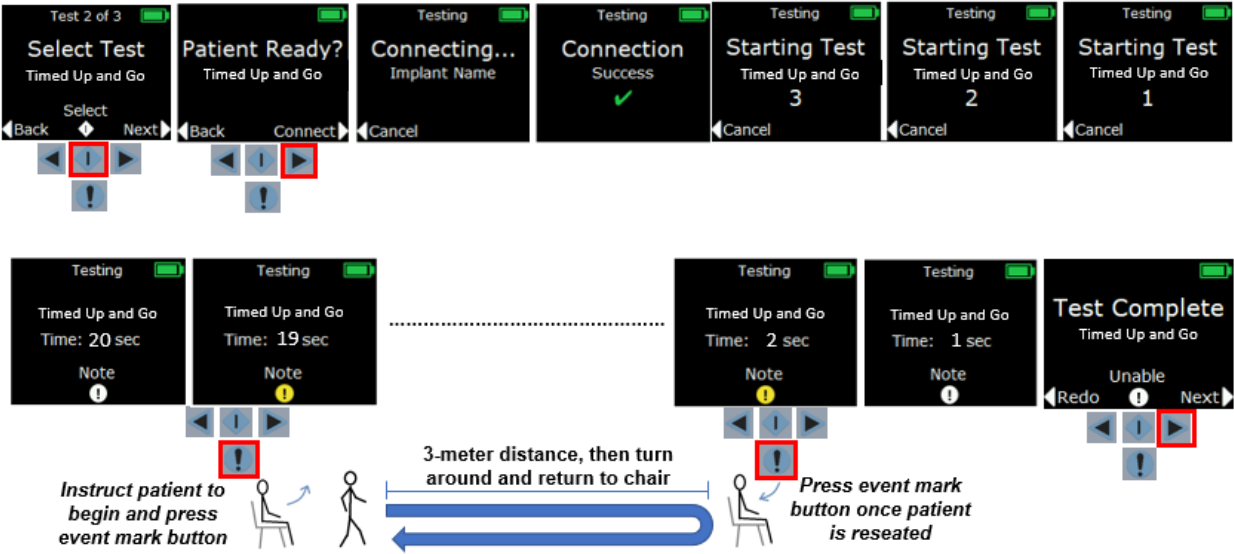 Test 2 of 3
Select Test
Timed Up and Go
Select
Back Next
Patient Ready?
Timed Up and Go
Back Connect
Testing
Connecting...
Implant Name
Cancel
Testing
Connection
Success
Testing
Starting Test
Timed Up and Go
3
Cancel
Testing
Starting Test
Timed Up and Go
2
Cancel
Testing
Starting Test
Timed Up and Go
1
Cancel
Testing
Timed Up and Go
Time: 20 sec
Note
!
Testing
Timed Up and Go
Time: 19 sec
Note
!
Testing
Timed Up and Go
Time: 2 sec
Note
!
Testing
Timed Up and Go
Time: 1 sec
Note
!
Test Complete
Timed Up and Go
Unable
Redo ! Next
Instruct patient to
begin and press
event mark button
3-meter distance, then turn
around and return to chair
Press event mark
button once patient
is reseated